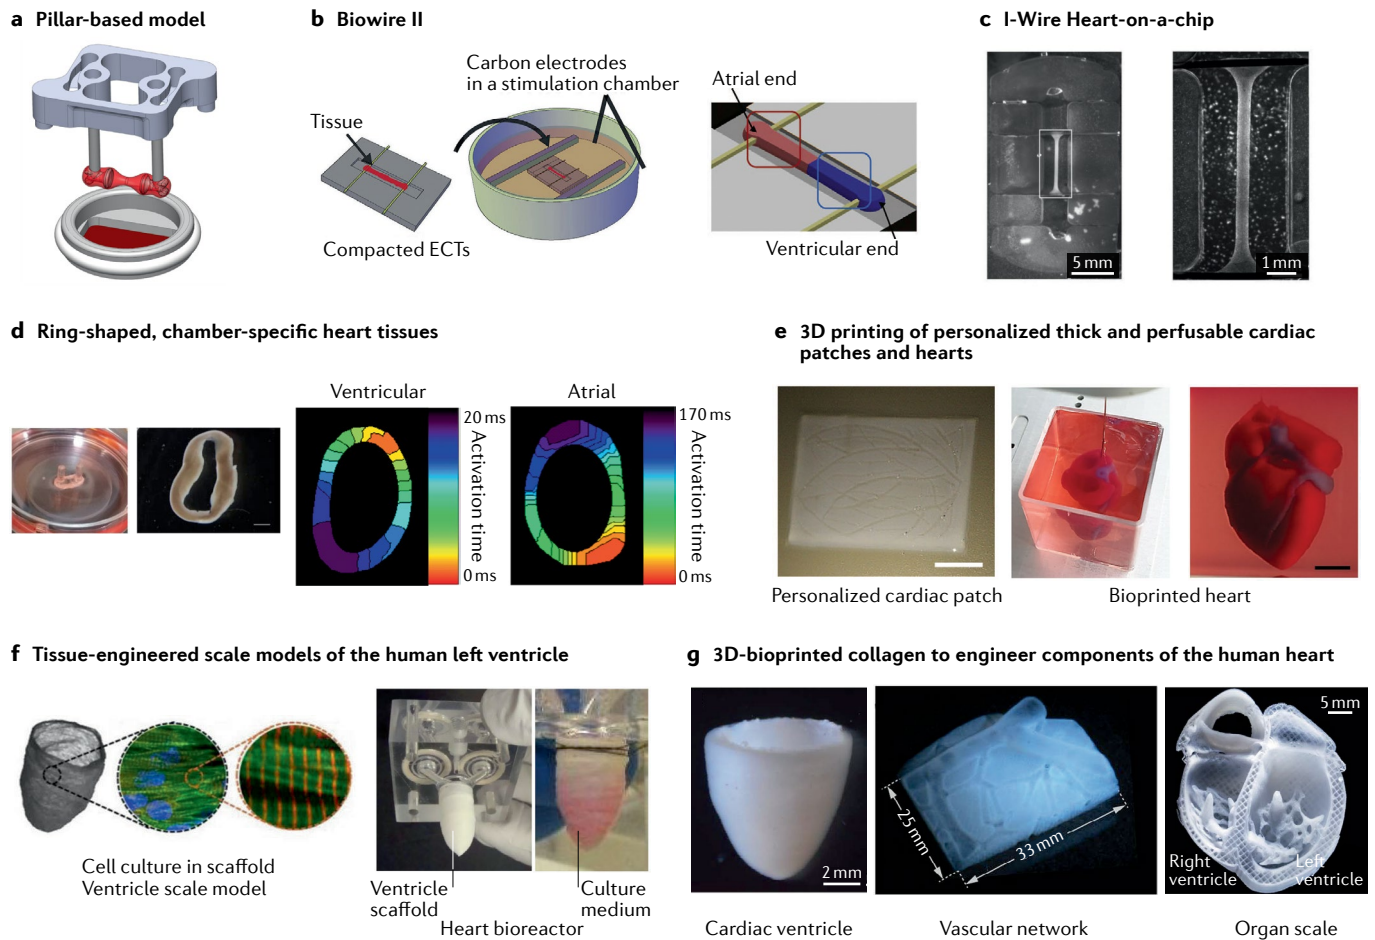 a Pillar-based model
b Biowire II
Tissue
Carbon electrodes
in a stimulation chamber
Compacted ECTs
Atrial end
Ventricular end
c I-Wire Heart-on-a-chip
5 mm
1 mm
d Ring-shaped, chamber-specific heart tissues
Ventricular
20 ms
Activation time
0 ms
Atrial
170 ms
Activation time
0 ms
e 3D printing of personalized thick and perfusable cardiac
patches and hearts
Personalized cardiac patch
Bioprinted heart
f Tissue-engineered scale models of the human left ventricle
Cell culture in scaffold
Ventricle scale model
Ventricle
scaffold
Culture
medium
Heart bioreactor
g 3D-bioprinted collagen to engineer components of the human heart
2 mm
Cardiac ventricle
25 mm
33 mm
Vascular network
5 mm
Right
ventricle
Left
ventricle
Organ scale